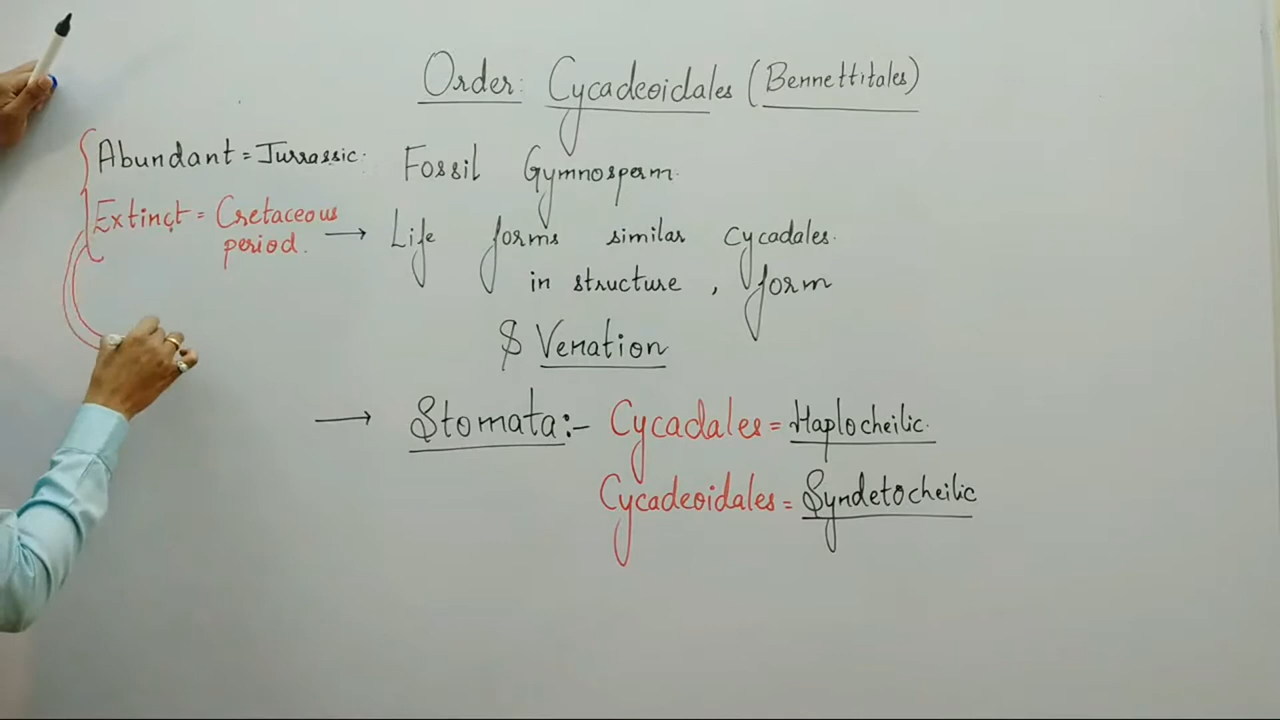 Order: Cycadeoidales (Bennettitales)
Abundant = Jurrassic.
Fossil Gymnosperm.
Extinct = Cretaceous
period.
→ Life forms similar Cycadales.
in structure, form
$ Venation
→ Stomata:- Cycadales = Haplocheilic.
Cycadeoidales = Syndetocheilic